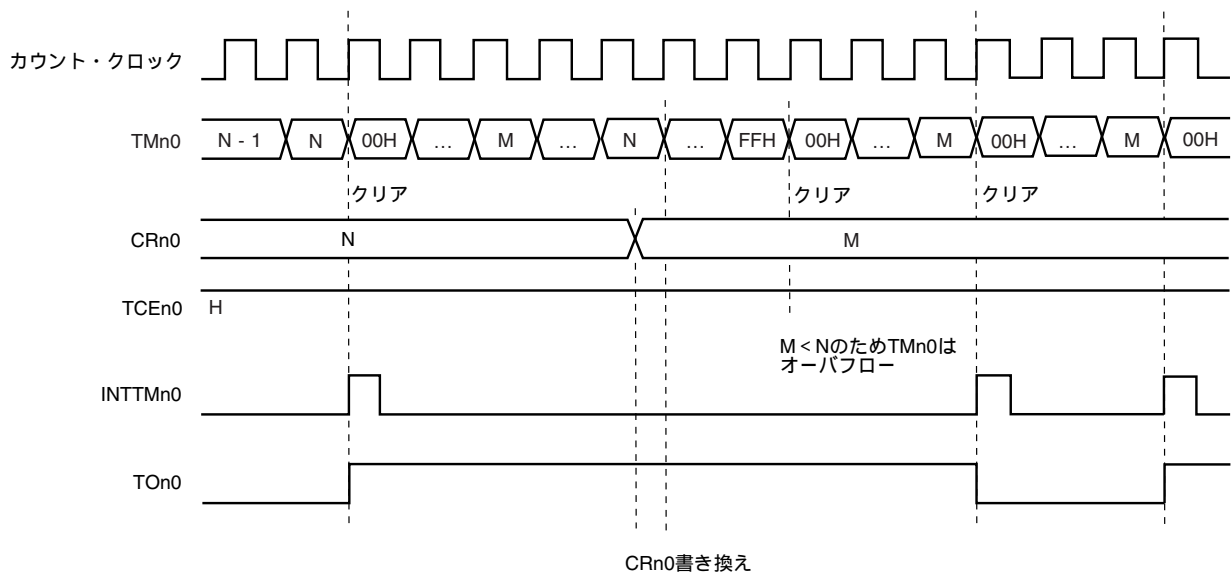 カウント・クロック
TMn0 N - 1 N 00H … M … N … FFH 00H … M 00H … M 00H
クリア クリア クリア
CRn0 N M
TCEn0 H
M < NのためTMn0は
オーバフロー
INTTMn0
TOn0
CRn0書き換え